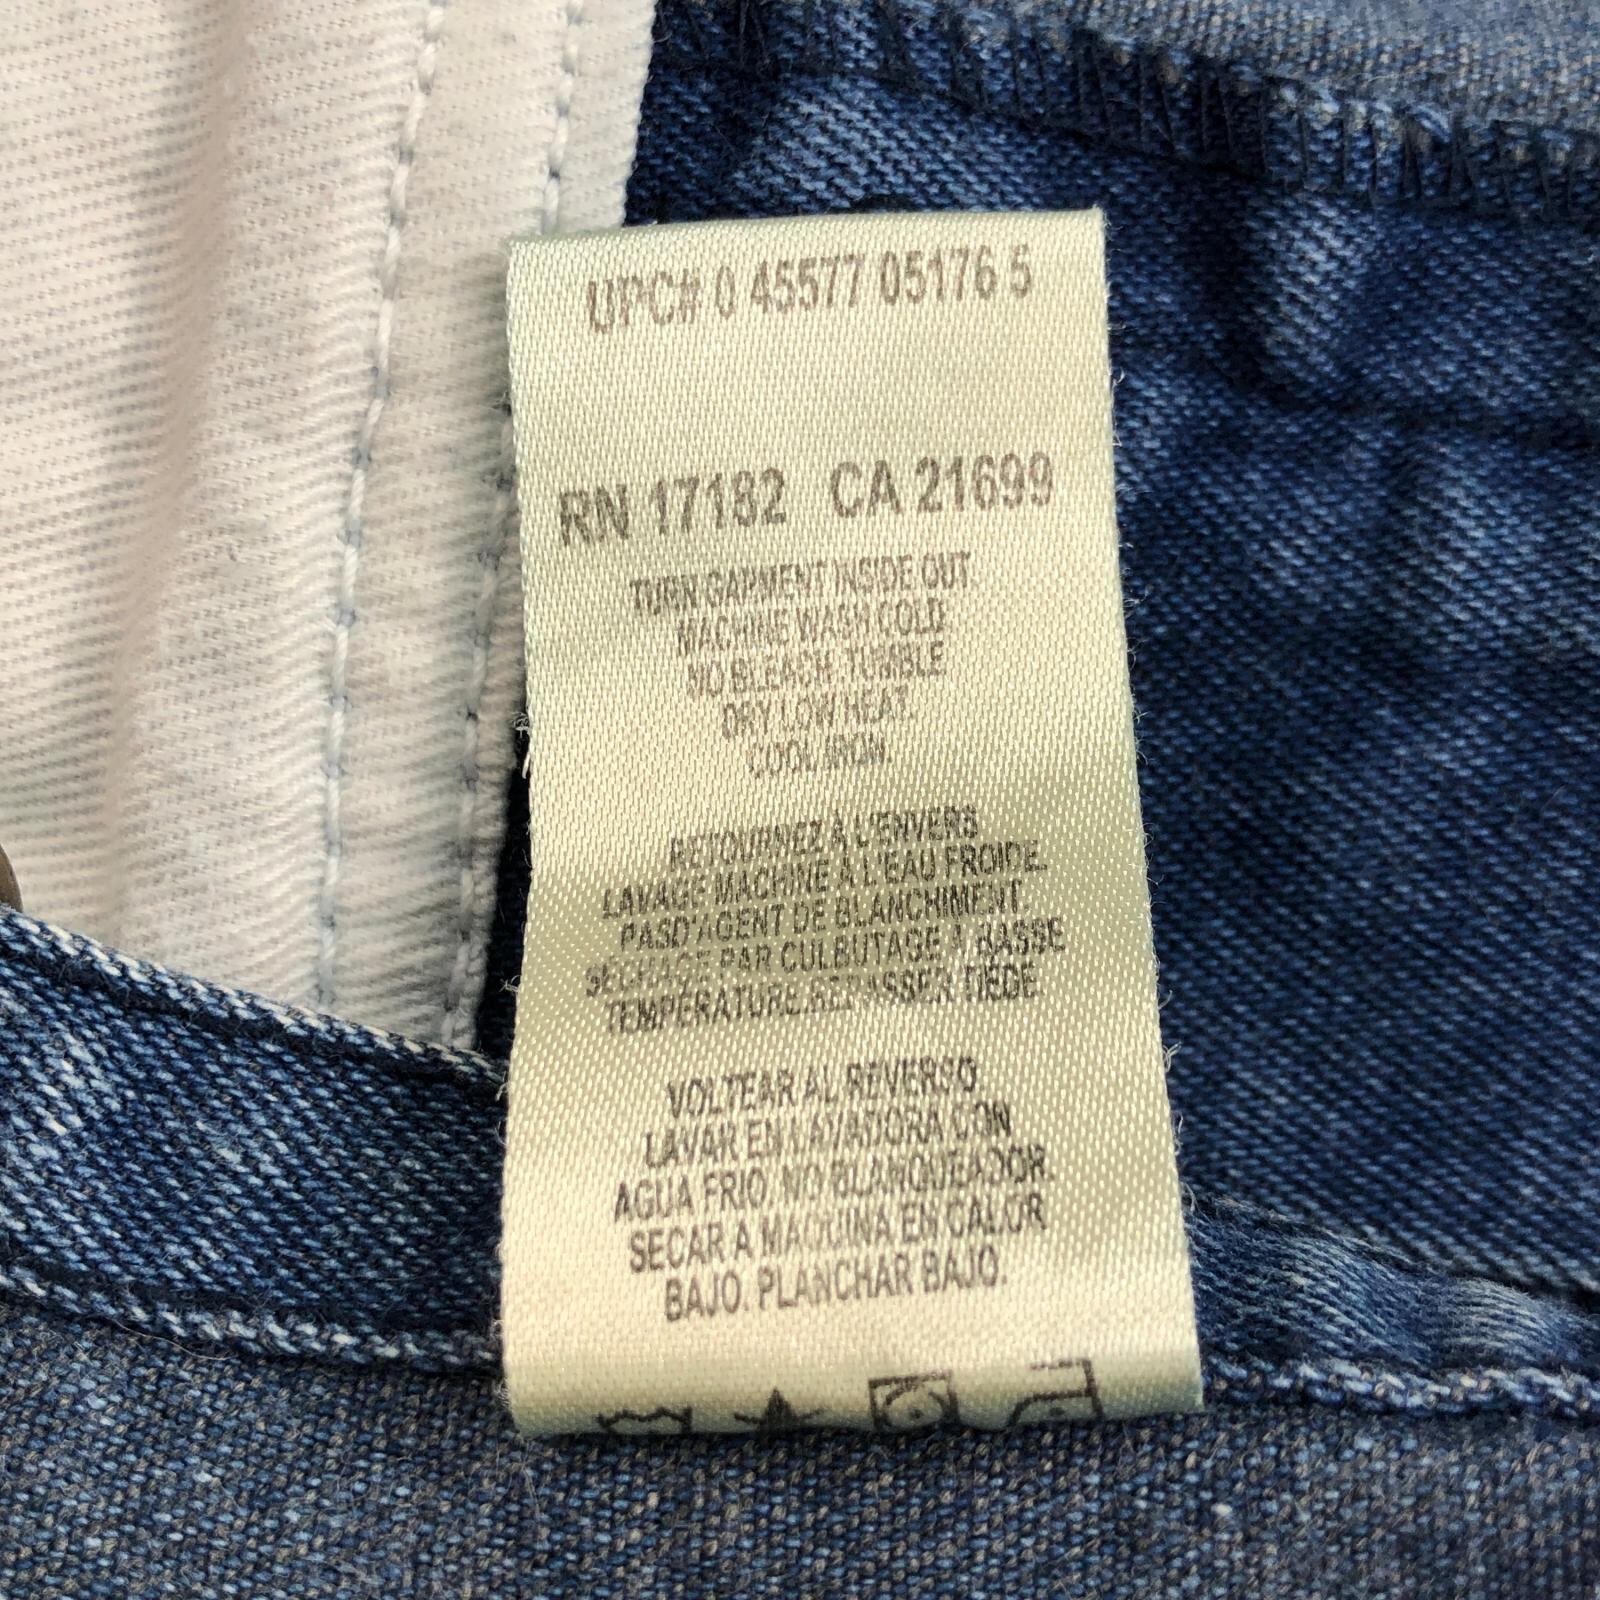 UPC# 0 45577 05176 5
RN 17182 CA 21699
TURN GARMENT INSIDE OUT.
MACHINE WASH COLD
NO BLEACH. TUMBLE
DRY LOW HEAT.
COOL IRON.
RETOURNEZ À L'ENVERS
LAVAGE MACHINE À L'EAU FROIDE.
PAS D'AGENT DE BLANCHIMENT.
SÉCHAGE PAR CULBUTAGE À BASSE
TEMPÉRATURE. REPASSER TIÈDE
VOLTEAR AL REVERSO.
LAVAR EN LAVADORA CON
AGUA FRIO. NO BLANQUEADOR.
SECAR A MAQUINA EN CALOR
BAJO. PLANCHAR BAJO.